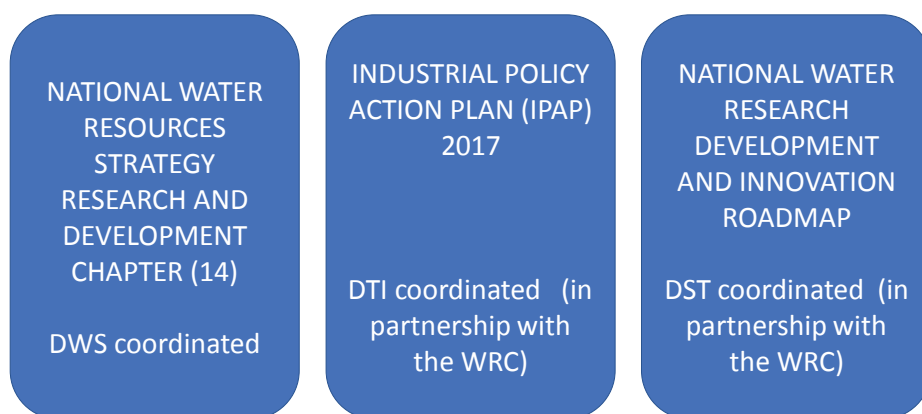 NATIONAL WATER
RESOURCES
STRATEGY
RESEARCH AND
DEVELOPMENT
CHAPTER (14)
DWS coordinated
INDUSTRIAL POLICY
ACTION PLAN (IPAP)
2017
DTI coordinated (in
partnership with
the WRC)
NATIONAL WATER
RESEARCH
DEVELOPMENT
AND INNOVATION
ROADMAP
DST coordinated (in
partnership with
the WRC)